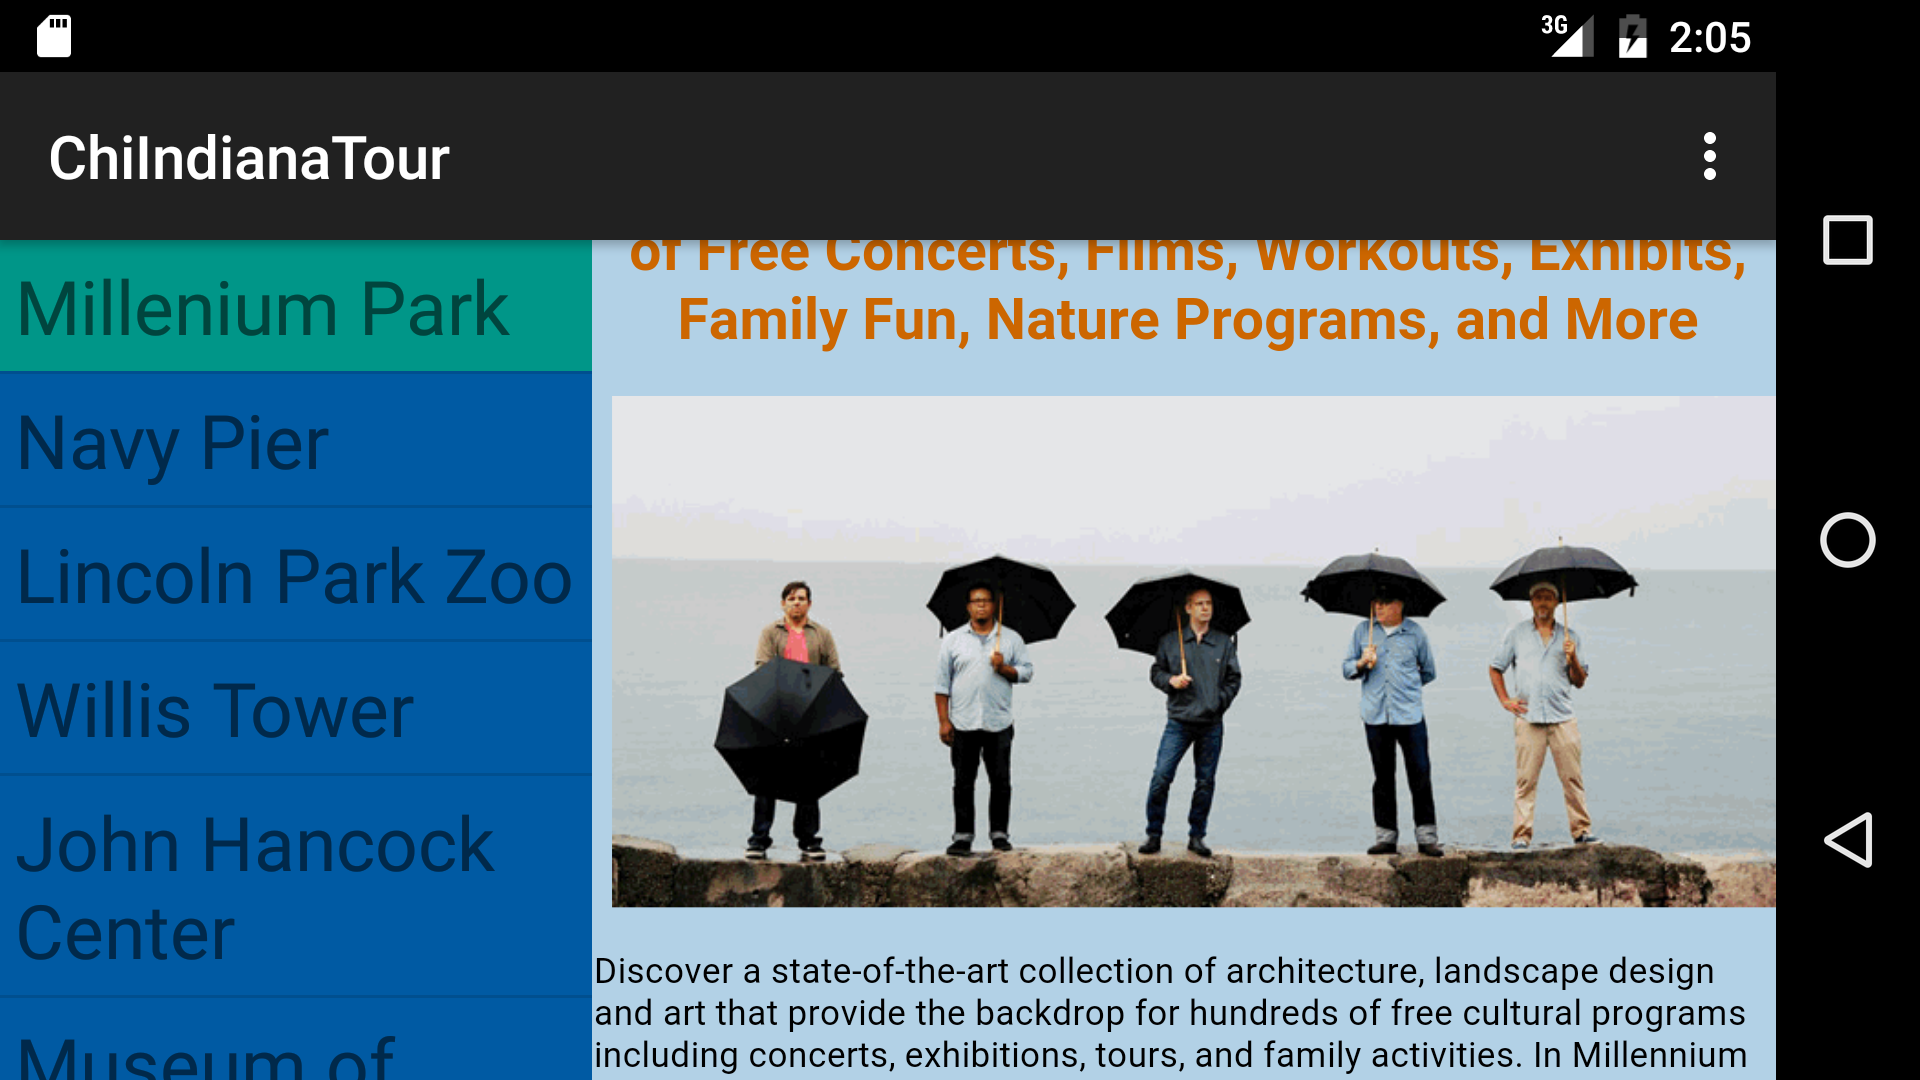 3G
2:05
ChiIndianaTour
Millenium Park
Navy Pier
Lincoln Park Zoo
Willis Tower
John Hancock
Center
Museum of
of Free Concerts, Films, Workouts, Exhibits,
Family Fun, Nature Programs, and More
Discover a state-of-the-art collection of architecture, landscape design
and art that provide the backdrop for hundreds of free cultural programs
including concerts, exhibitions, tours, and family activities. In Millennium